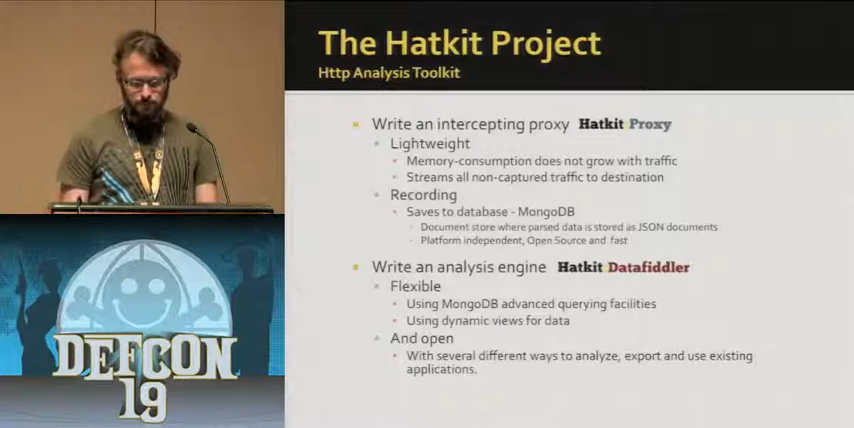 The Hatkit Project
Http Analysis Toolkit
Write an intercepting proxy Hatkit Proxy
Lightweight
Memory-consumption does not grow with traffic
Streams all non-captured traffic to destination
Recording
Saves to database - MongoDB
Document store where parsed data is stored as JSON documents
Platform independent, Open Source and fast
Write an analysis engine Hatkit Datafiddler
Flexible
Using MongoDB advanced querying facilities
Using dynamic views for data
And open
With several different ways to analyze, export and use existing
applications.
DEFCON
19